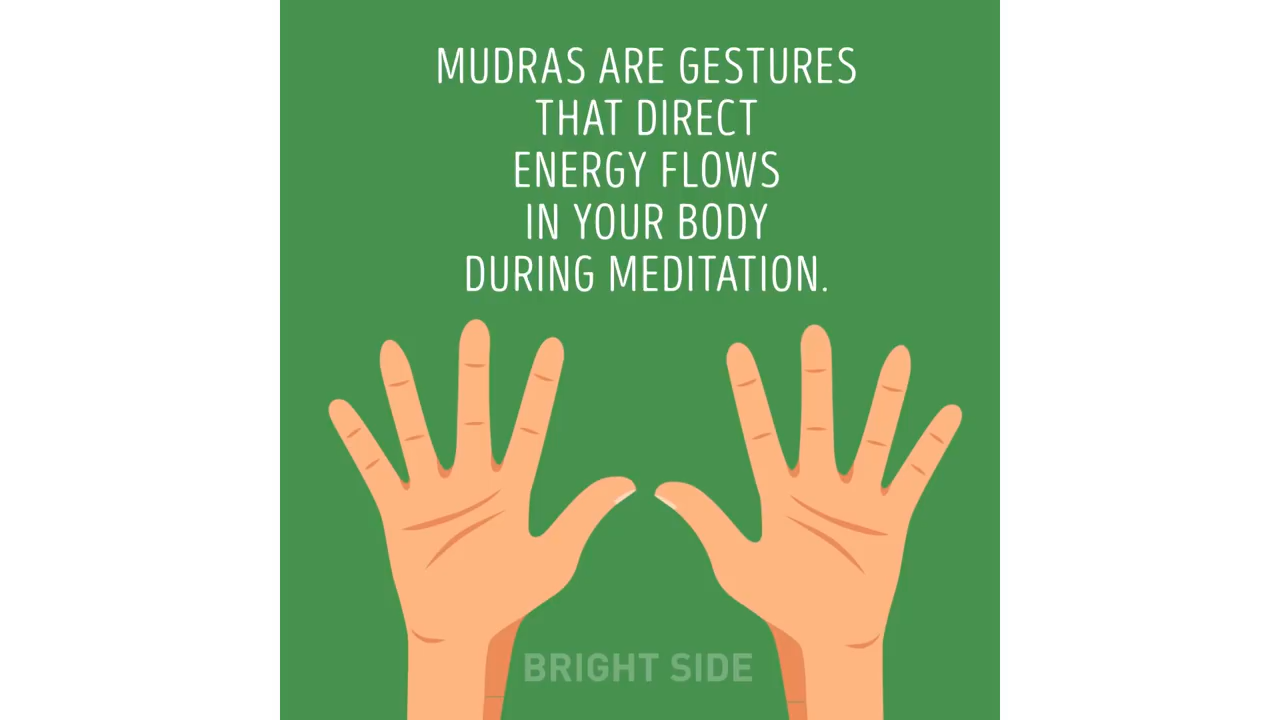 MUDRAS ARE GESTURES
THAT DIRECT
ENERGY FLOWS
IN YOUR BODY
DURING MEDITATION.
BRIGHT SIDE